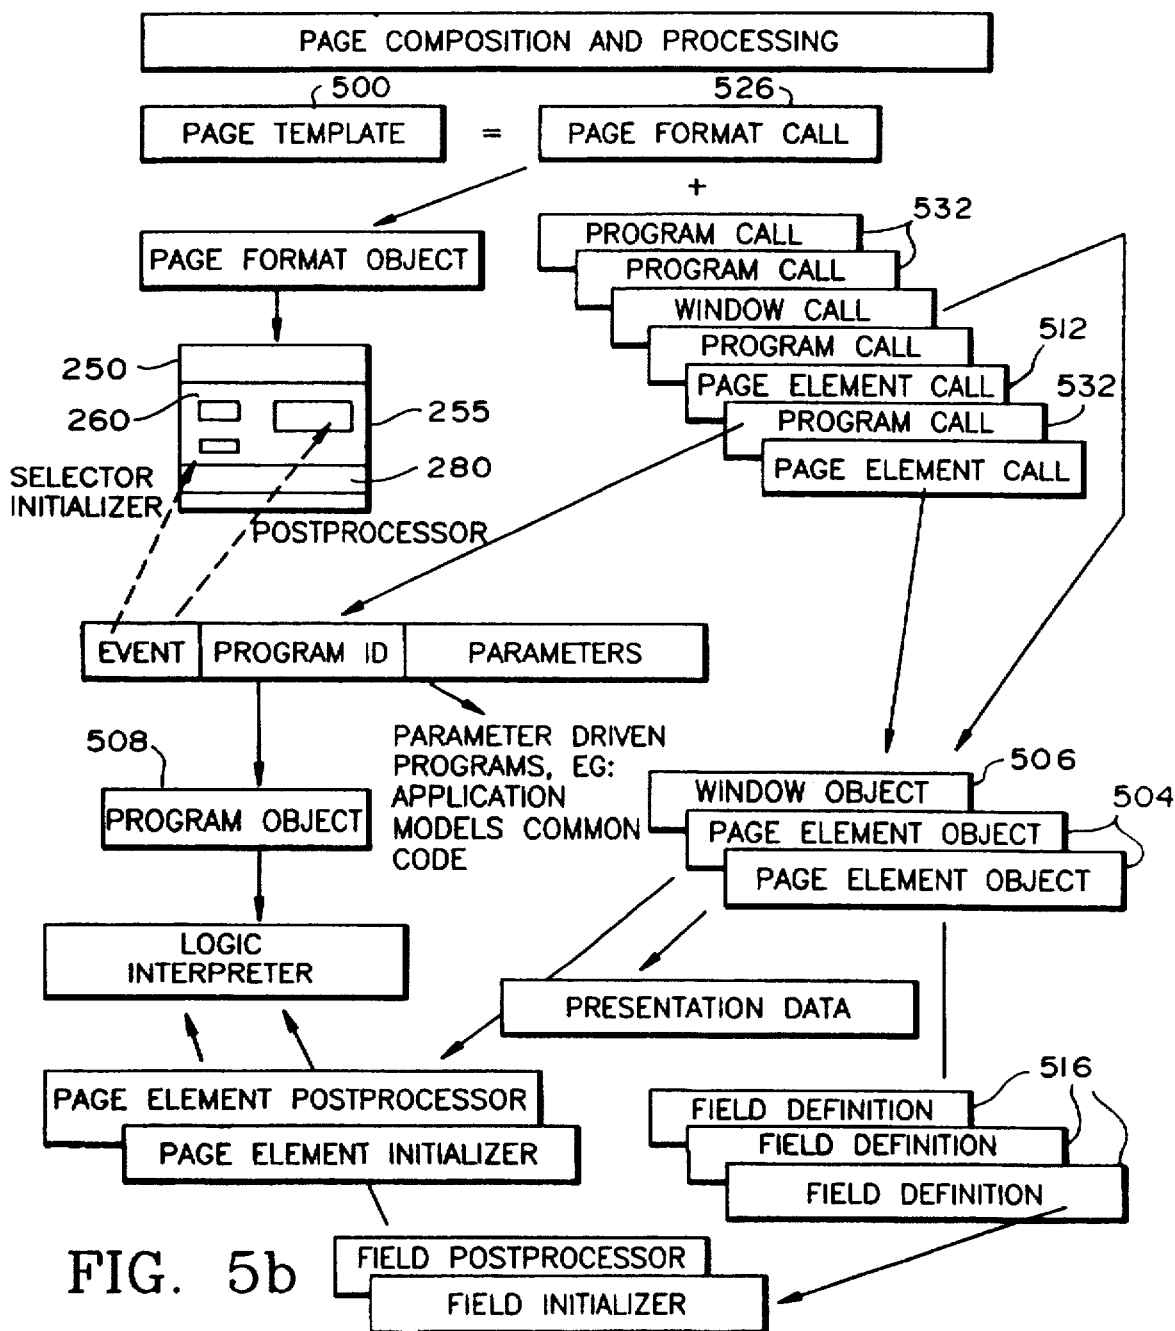 PAGE COMPOSITION AND PROCESSING
500
526
PAGE TEMPLATE
=
PAGE FORMAT CALL
+
532
PROGRAM CALL
PROGRAM CALL
WINDOW CALL
PROGRAM CALL
512
PAGE ELEMENT CALL
532
PROGRAM CALL
PAGE ELEMENT CALL
PAGE FORMAT OBJECT
250
260
255
280
SELECTOR
INITIALIZER
POSTPROCESSOR
EVENT
PROGRAM ID
PARAMETERS
508
PROGRAM OBJECT
PARAMETER DRIVEN
PROGRAMS, EG:
APPLICATION
MODELS COMMON
CODE
506
WINDOW OBJECT
504
PAGE ELEMENT OBJECT
PAGE ELEMENT OBJECT
LOGIC
INTERPRETER
PRESENTATION DATA
PAGE ELEMENT POSTPROCESSOR
PAGE ELEMENT INITIALIZER
516
FIELD DEFINITION
FIELD DEFINITION
FIELD DEFINITION
FIELD POSTPROCESSOR
FIELD INITIALIZER
FIG. 5b